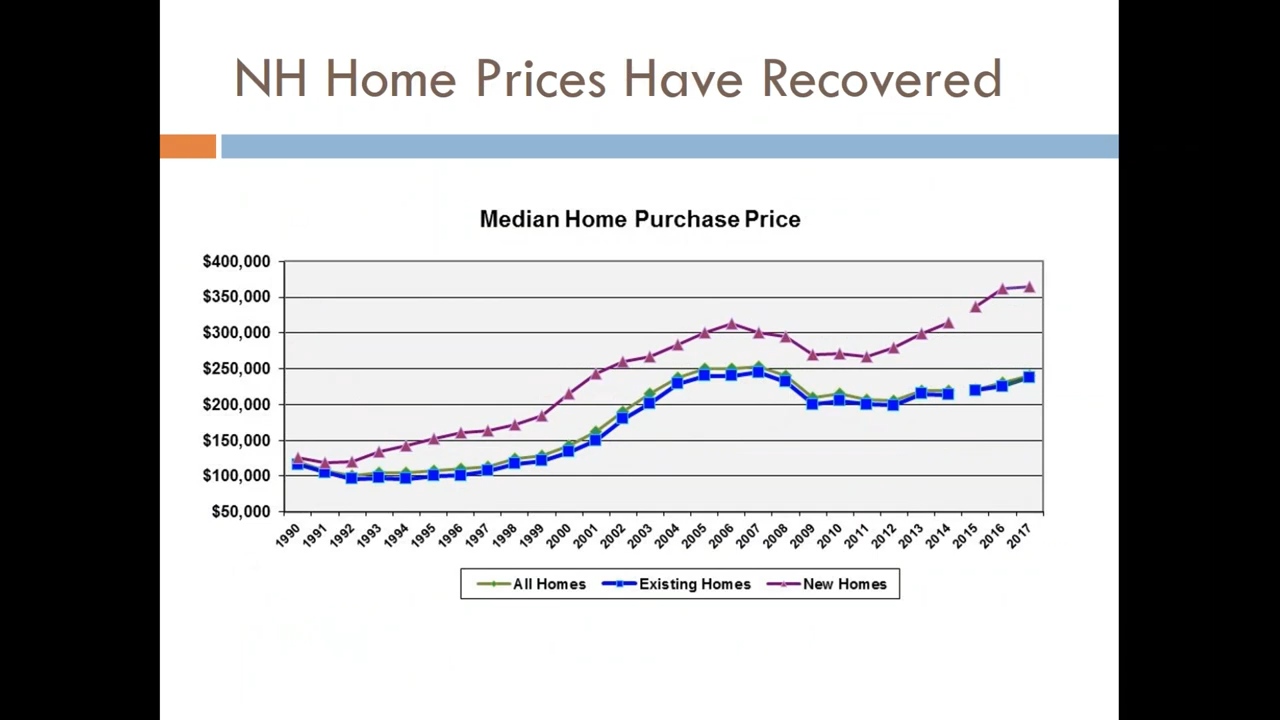 NH Home Prices Have Recovered
Median Home Purchase Price
$400,000
$350,000
$300,000
$250,000
$200,000
$150,000
$100,000
$50,000
1990 1991 1992 1993 1994 1995 1996 1997 1998 1999 2000 2001 2002 2003 2004 2005 2006 2007 2008 2009 2010 2011 2012 2013 2014 2015 2016 2017
All Homes Existing Homes New Homes